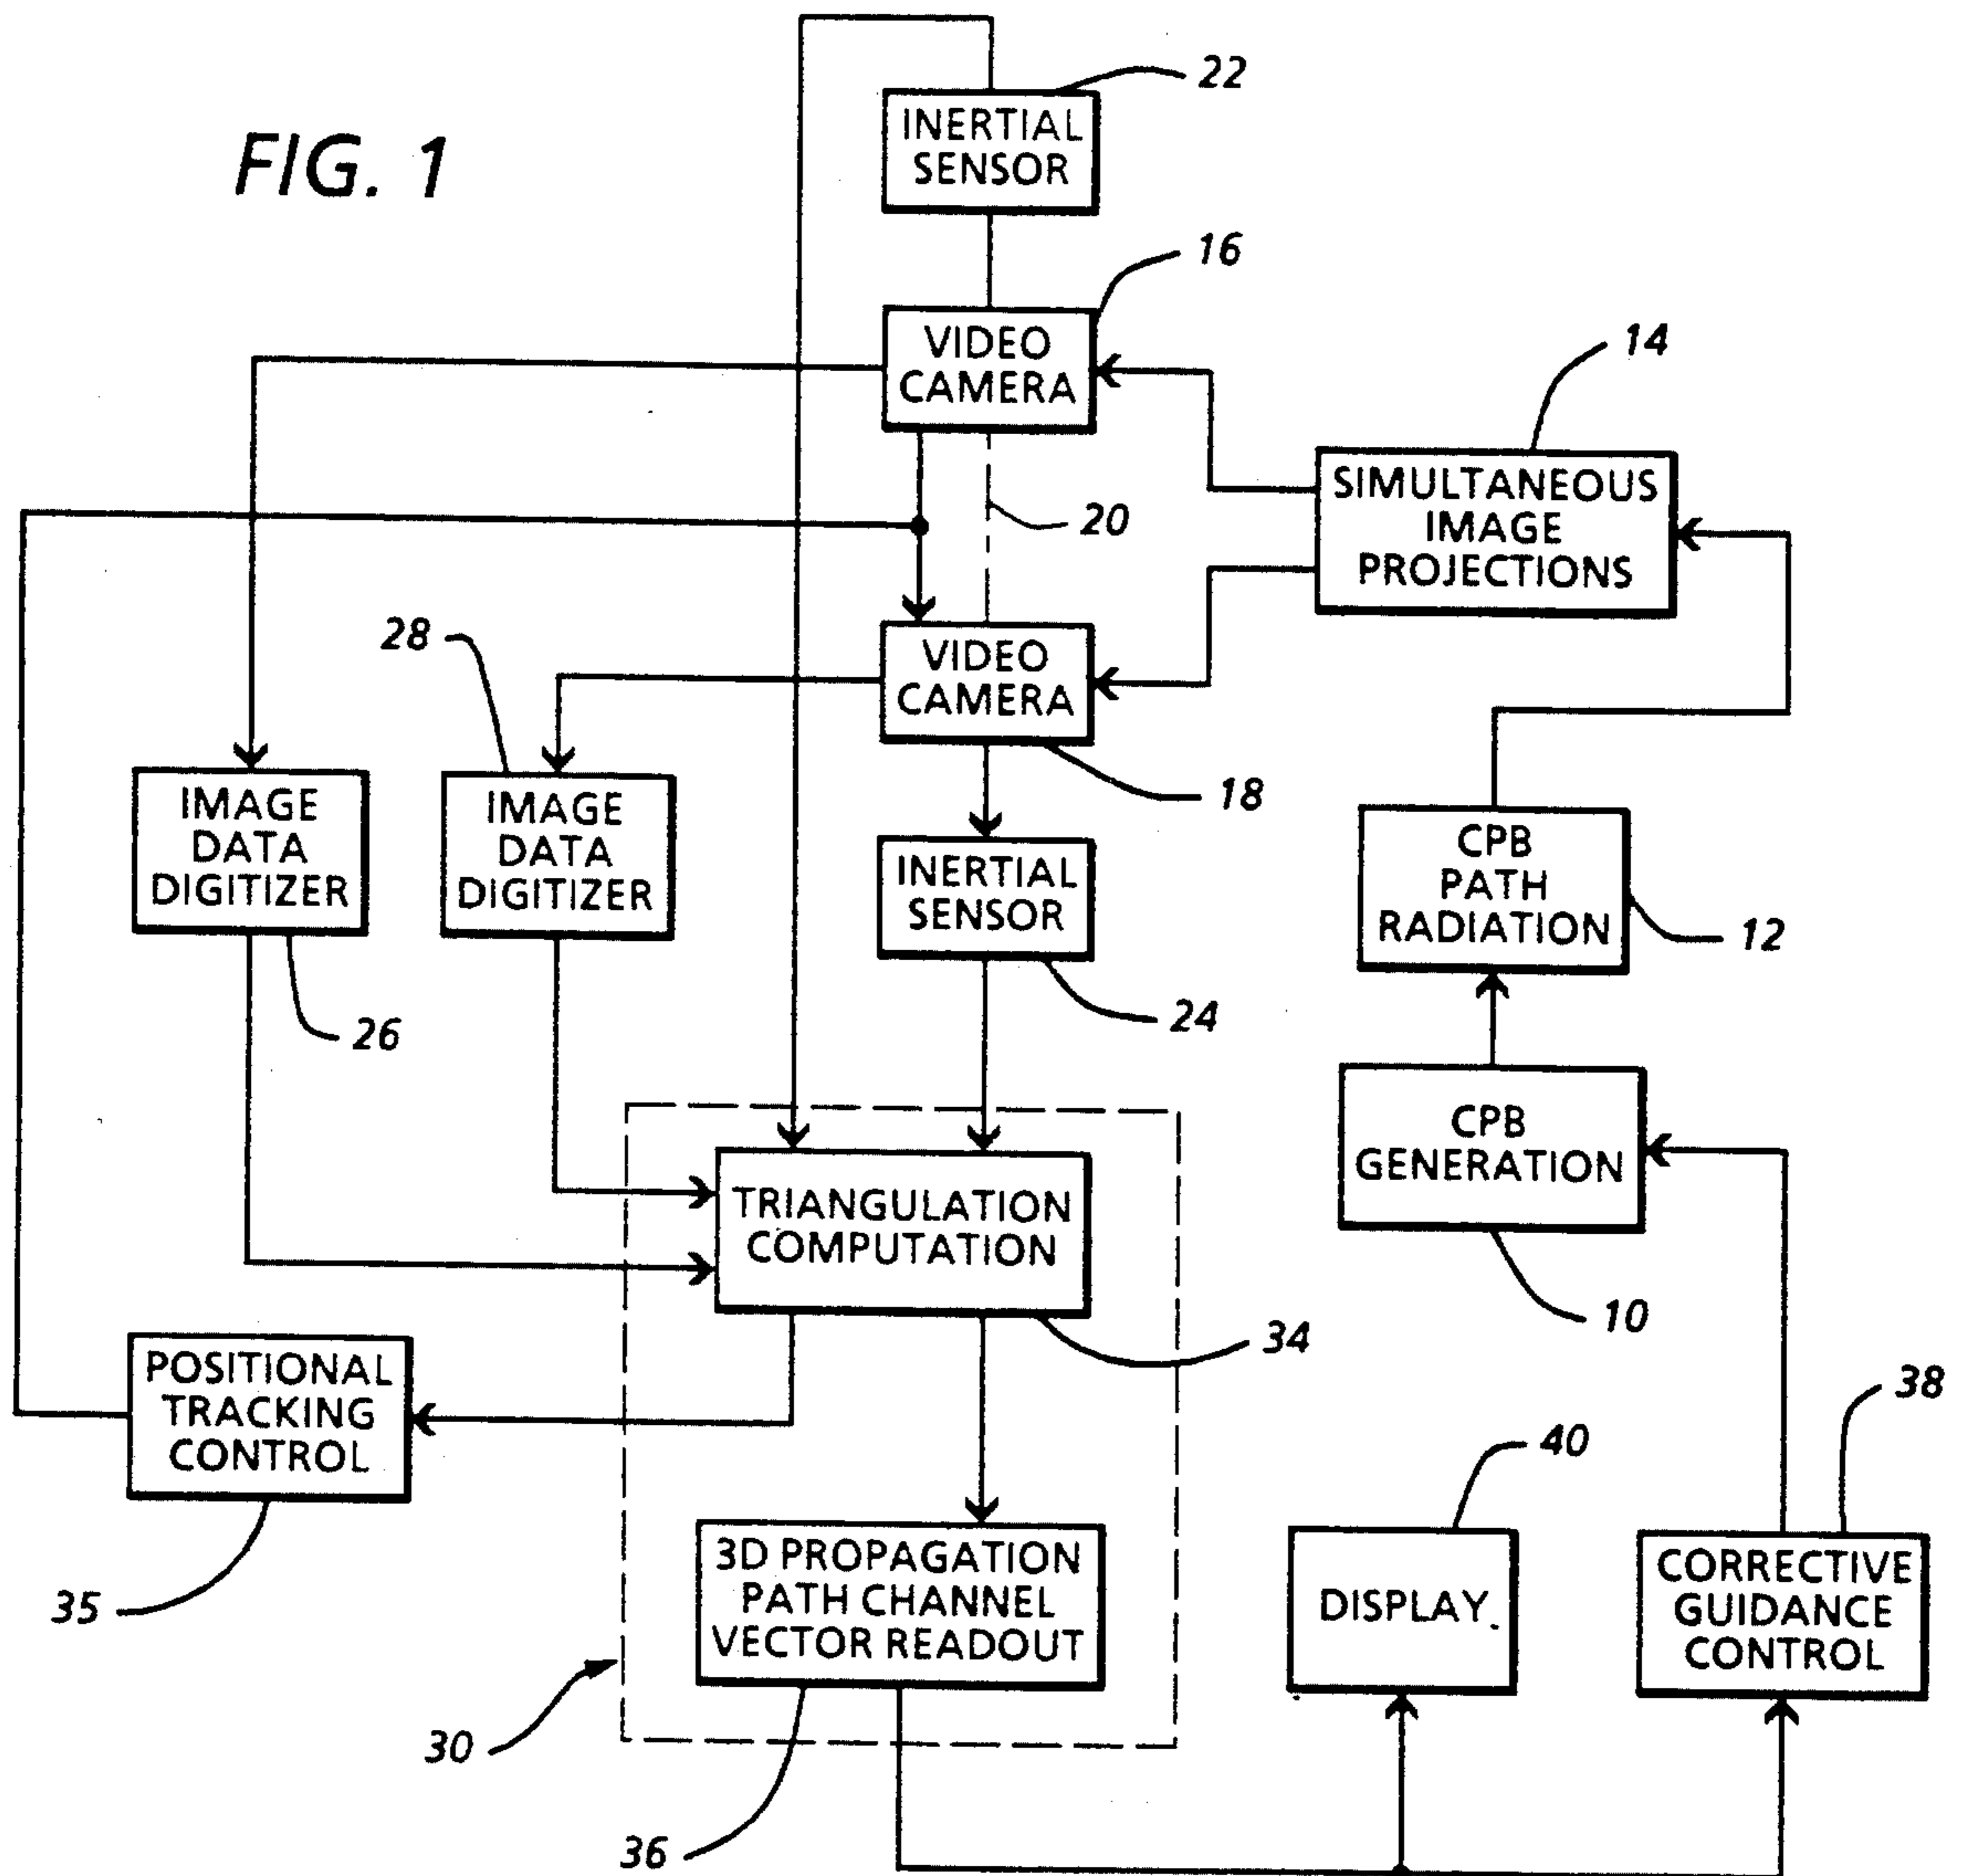 FIG. 1
22
INERTIAL
SENSOR
16
VIDEO
CAMERA
14
SIMULTANEOUS
IMAGE
PROJECTIONS
20
28
VIDEO
CAMERA
18
IMAGE
DATA
DIGITIZER
IMAGE
DATA
DIGITIZER
INERTIAL
SENSOR
CPB
PATH
RADIATION
12
26
24
CPB
GENERATION
10
TRIANGULATION
COMPUTATION
34
POSITIONAL
TRACKING
CONTROL
35
38
40
3D PROPAGATION
PATH CHANNEL
VECTOR READOUT
DISPLAY
CORRECTIVE
GUIDANCE
CONTROL
30
36